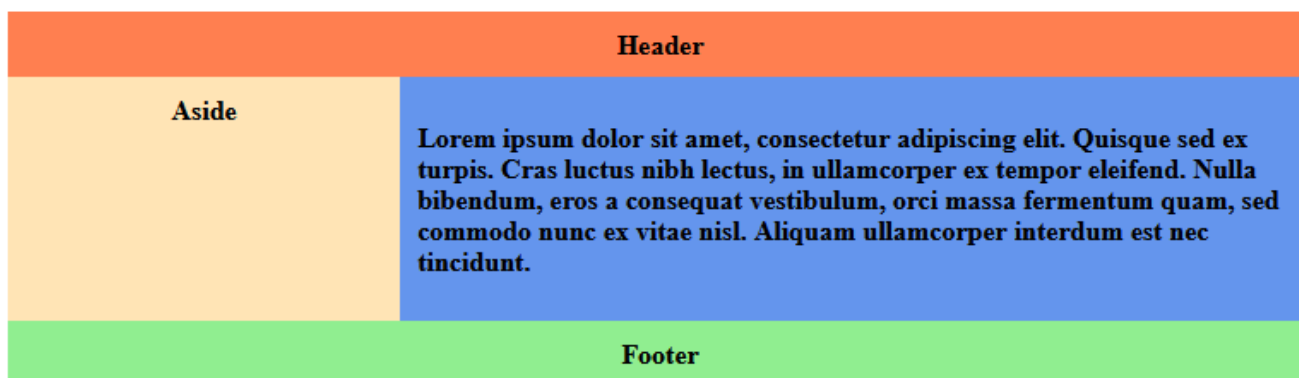 Header
Aside
Lorem ipsum dolor sit amet, consectetur adipiscing elit. Quisque sed ex
turpis. Cras luctus nibh lectus, in ullamcorper ex tempor eleifend. Nulla
bibendum, eros a consequat vestibulum, orci massa fermentum quam, sed
commodo nunc ex vitae nisl. Aliquam ullamcorper interdum est nec
tincidunt.
Footer